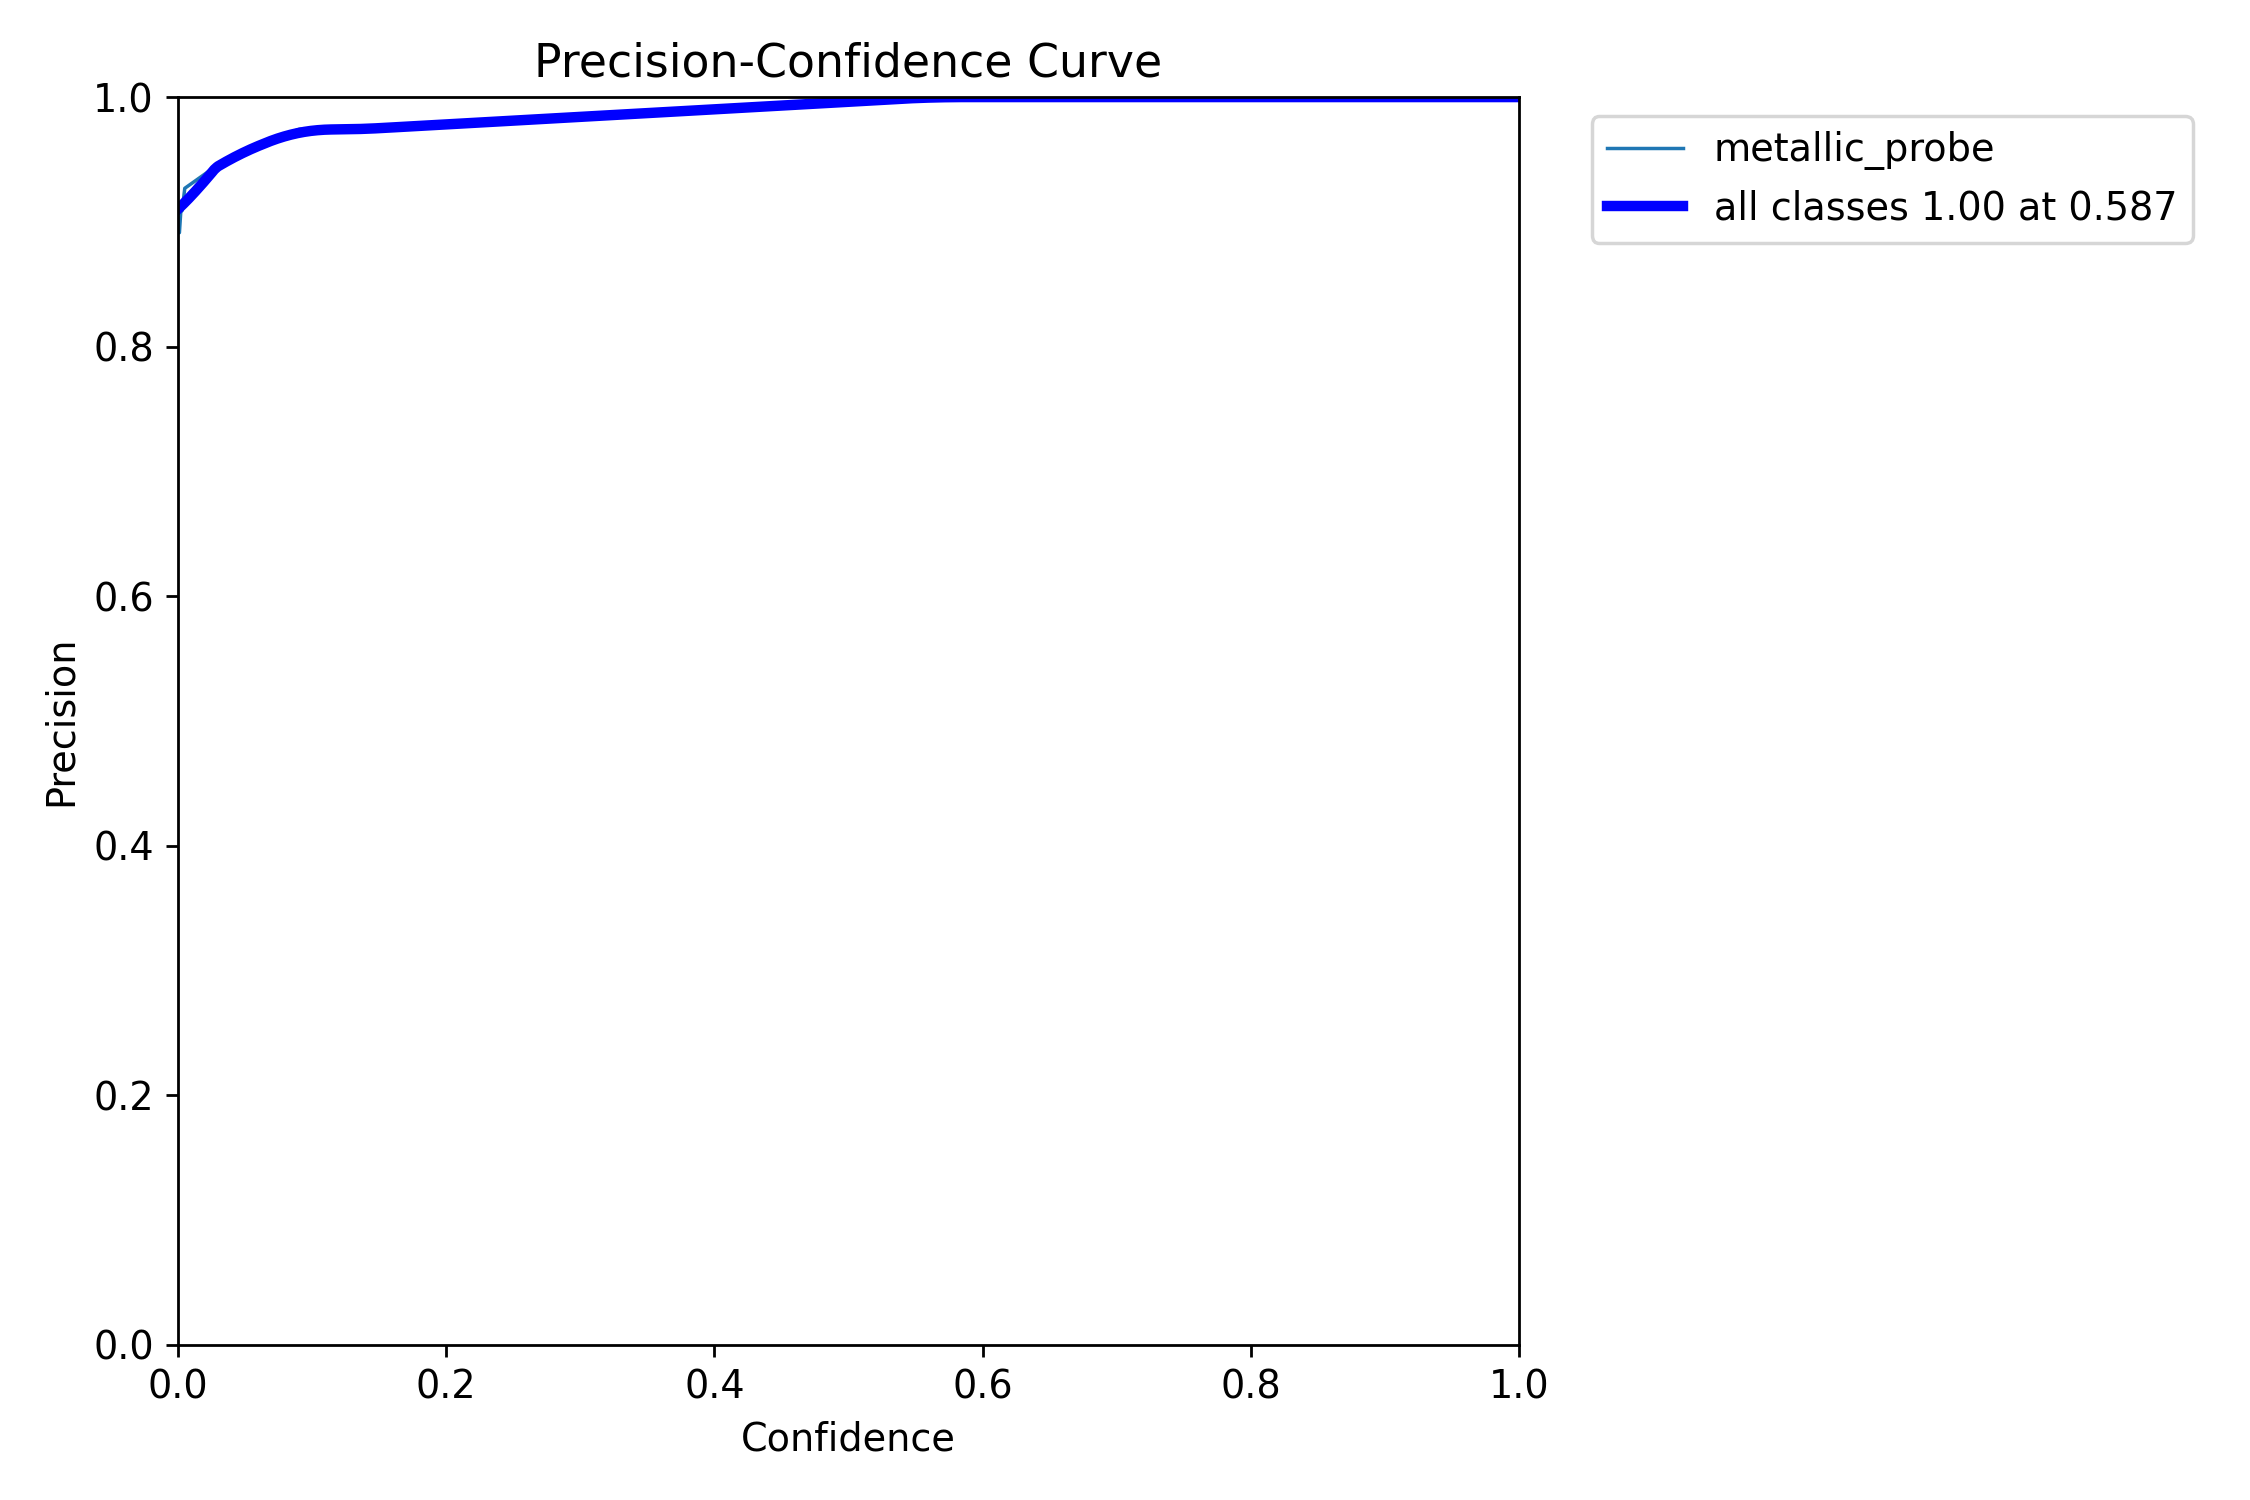 Precision-Confidence Curve
1.0
0.8
0.6
0.4
0.2
0.0
Precision
0.0 0.2 0.4 0.6 0.8 1.0
Confidence
metallic_probe
all classes 1.00 at 0.587